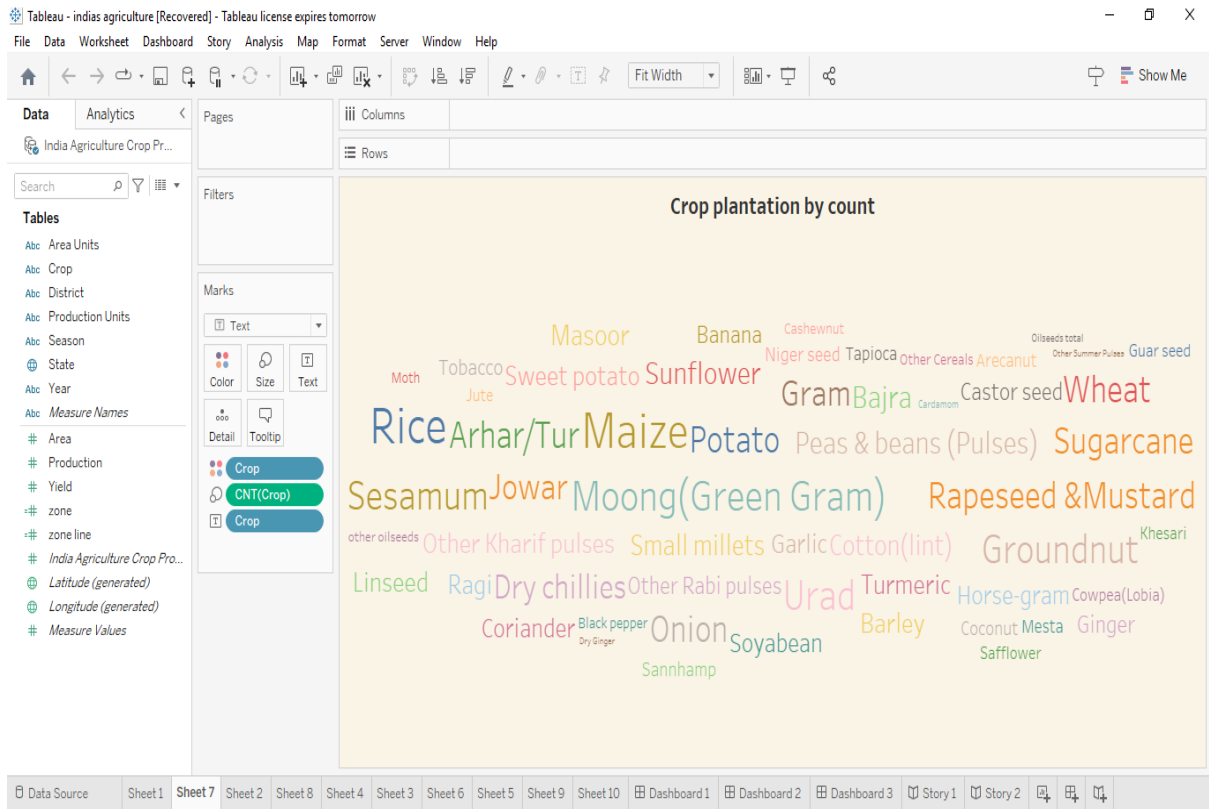 Tableau - indias agriculture [Recovered] - Tableau license expires tomorrow
File Data Worksheet Dashboard Story Analysis Map Format Server Window Help
Fit Width
Show Me
Data Analytics
India Agriculture Crop Pr...
Search
Tables
Abc Area Units
Abc Crop
Abc District
Abc Production Units
Abc Season
State
Abc Year
Abc Measure Names
# Area
# Production
# Yield
=# zone
=# zone line
# India Agriculture Crop Pro...
Latitude (generated)
Longitude (generated)
# Measure Values
Pages
Filters
Marks
Text
Color Size Text
Detail Tooltip
Crop
CNT(Crop)
Crop
Columns
Rows
Crop plantation by count
Masoor Banana Cashewnut
Oilseeds total
Tobacco Sweet potato Sunflower Niger seed Tapioca Other Cereals Arecanut Other Summer Pulses Guar seed
Moth Jute Gram Bajra Cardamom Castor seed Wheat
Rice Arhar/Tur Maize Potato Peas & beans (Pulses) Sugarcane
Sesamum Jowar Moong(Green Gram) Rapeseed &Mustard
other oilseeds Other Kharif pulses Small millets Garlic Cotton(lint) Groundnut Khesari
Linseed Ragi Dry chillies Other Rabi pulses Urad Turmeric Horse-gram Cowpea(Lobia)
Coriander Black pepper Onion Soyabean Barley Coconut Mesta Ginger
Dry Ginger
Safflower
Sannhamp
Data Source Sheet 1 Sheet 7 Sheet 2 Sheet 8 Sheet 4 Sheet 3 Sheet 6 Sheet 5 Sheet 9 Sheet 10 Dashboard 1 Dashboard 2 Dashboard 3 Story 1 Story 2